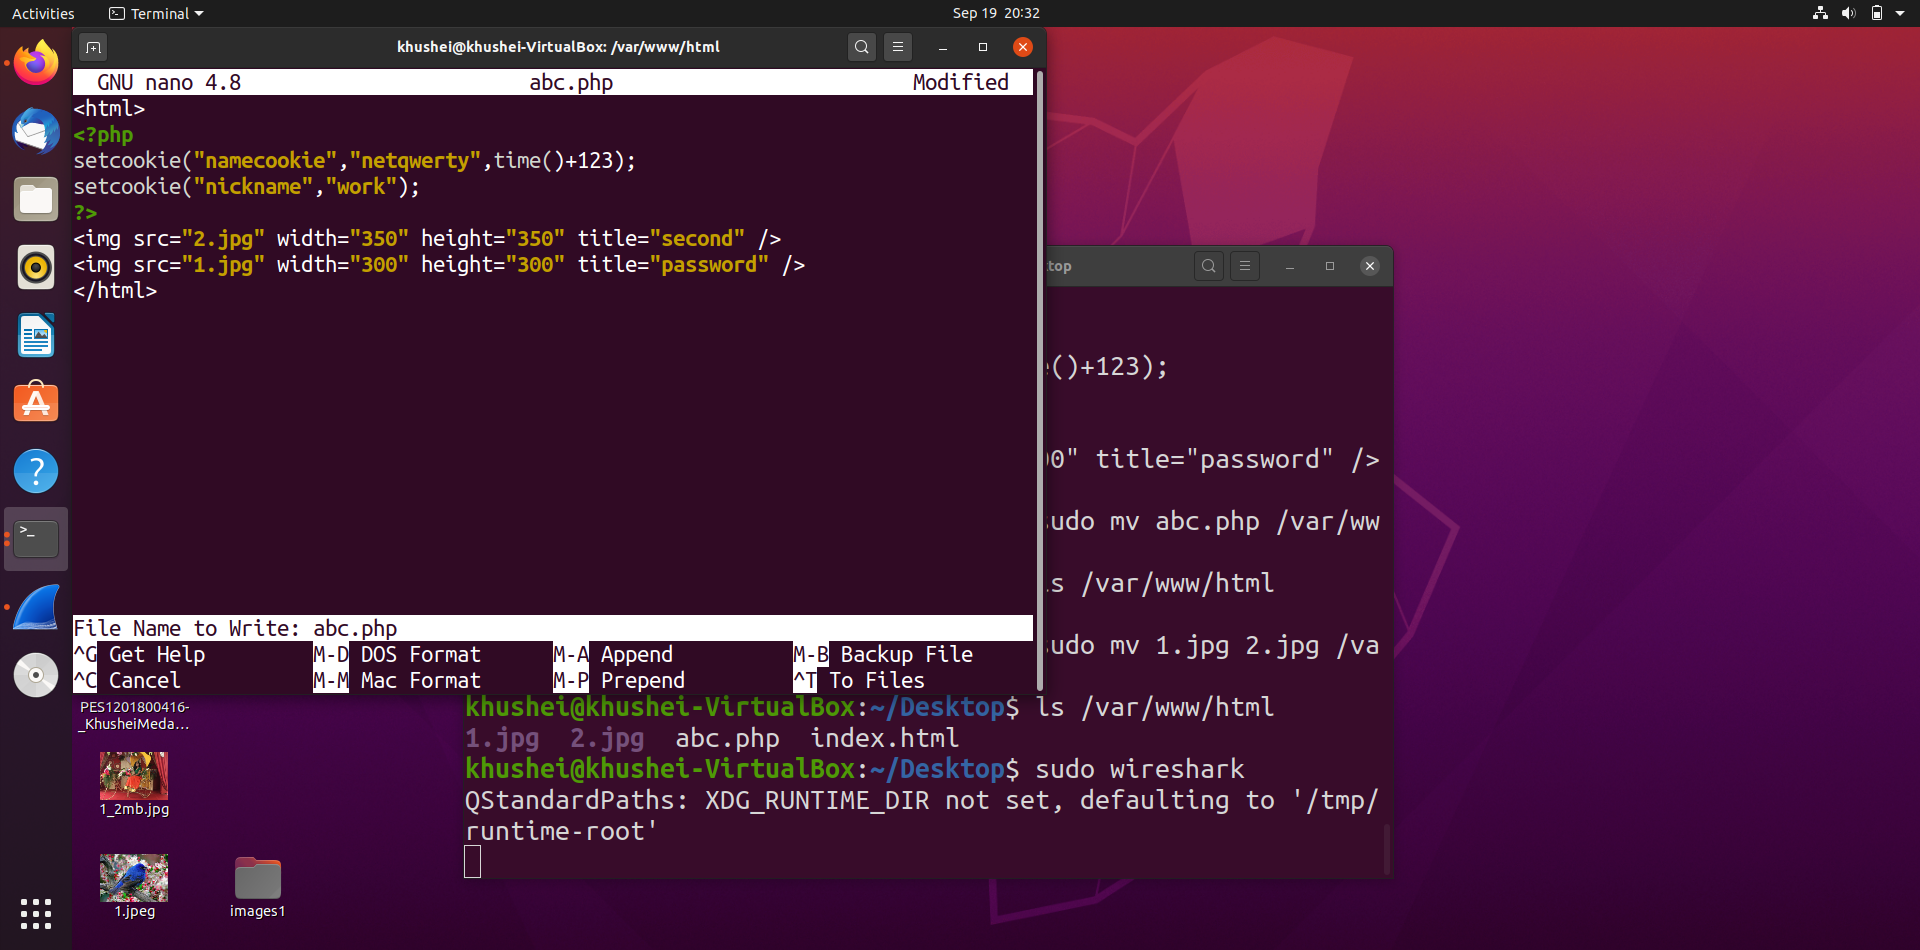 Activities
Terminal
Sep 19 20:32
khushei@khushei-VirtualBox: /var/www/html
GNU nano 4.8 abc.php Modified
<html>
<?php
setcookie("namecookie","netqwerty",time()+123);
setcookie("nickname","work");
?>
<img src="2.jpg" width="350" height="350" title="second" />
<img src="1.jpg" width="300" height="300" title="password" />
</html>
File Name to Write: abc.php
^G Get Help M-D DOS Format M-A Append M-B Backup File
^C Cancel M-M Mac Format M-P Prepend ^T To Files
top
()+123);
0" title="password" />
sudo mv abc.php /var/ww
ls /var/www/html
sudo mv 1.jpg 2.jpg /va
khushei@khushei-VirtualBox:~/Desktop$ ls /var/www/html
1.jpg 2.jpg abc.php index.html
khushei@khushei-VirtualBox:~/Desktop$ sudo wireshark
QStandardPaths: XDG_RUNTIME_DIR not set, defaulting to '/tmp/
runtime-root'
PES1201800416-
_KhusheiMeda...
1_2mb.jpg
1.jpeg
images1